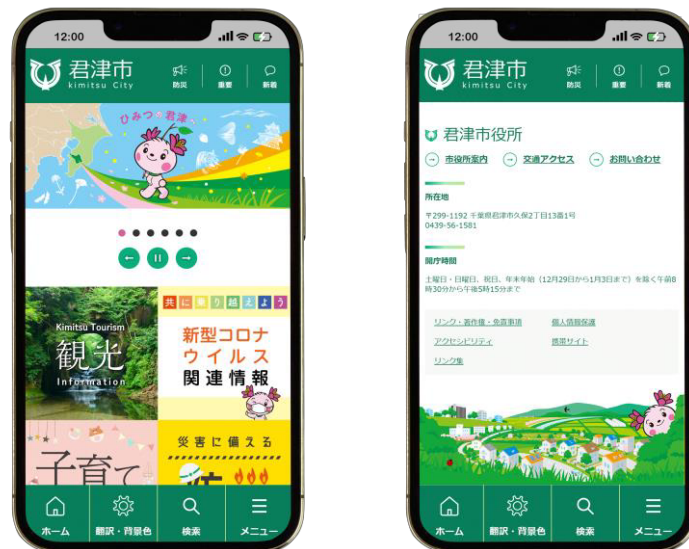 12:00
君津市
kimitsu City
防災
重要
新着
ひみつの君津へ
Kimitsu Tourism
観光
Information
共に乗り越えよう
新型コロナ
ウイルス
関連情報
子育て
災害に備える
ホーム
翻訳・背景色
検索
メニュー
12:00
君津市
kimitsu City
防災
重要
新着
君津市役所
市役所案内
交通アクセス
お問い合わせ
所在地
〒299-1192 千葉県君津市久保2丁目13番1号
0439-56-1581
開庁時間
土曜日・日曜日、祝日、年末年始（12月29日から1月3日まで）を除く午前8
時30分から午後5時15分まで
リンク・著作権・免責事項
個人情報保護
アクセシビリティ
携帯サイト
リンク集
ホーム
翻訳・背景色
検索
メニュー